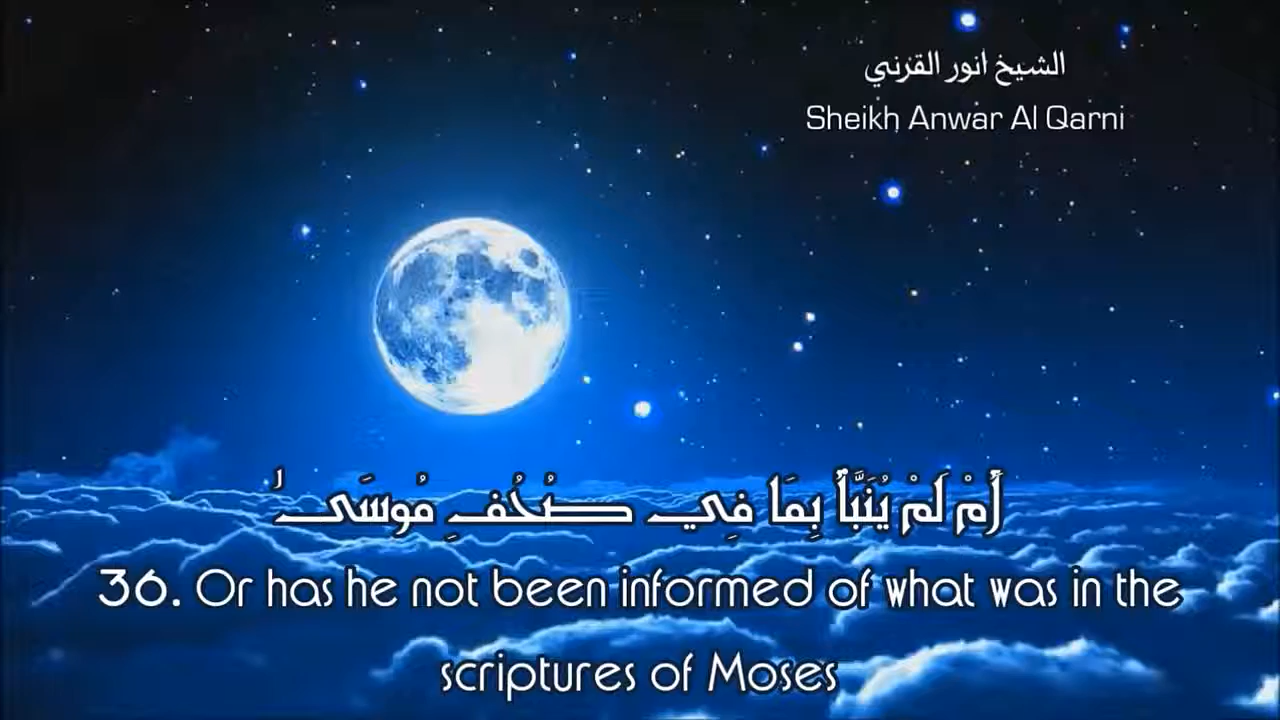 الشيخ انور القرني
Sheikh Anwar Al Qarni
أَمْ لَمْ يُنَبَّأْ بِمَا فِي صُحُفِ مُوسَىٰ
36. Or has he not been informed of what was in the
scriptures of Moses